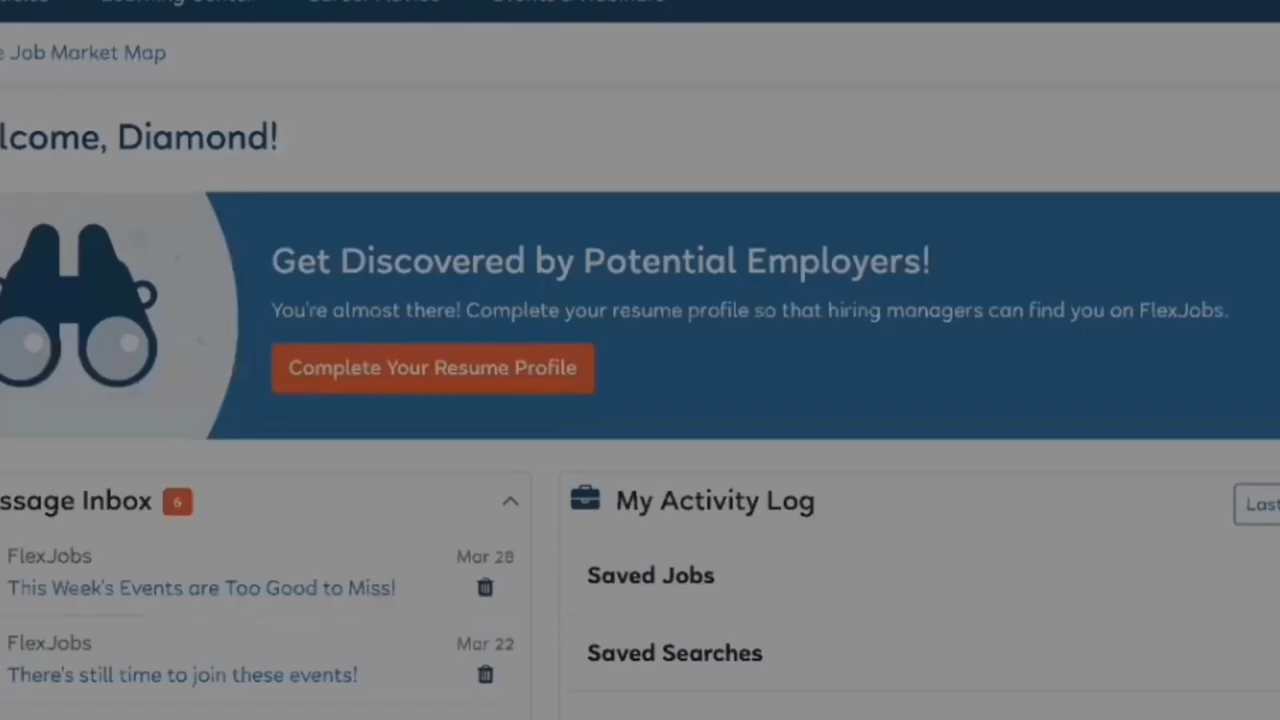 Job Market Map
lcome, Diamond!
Get Discovered by Potential Employers!
You're almost there! Complete your resume profile so that hiring managers can find you on FlexJobs.
Complete Your Resume Profile
ssage Inbox 6
My Activity Log
Last
FlexJobs Mar 28
This Week's Events are Too Good to Miss!
Saved Jobs
FlexJobs Mar 22
There's still time to join these events!
Saved Searches